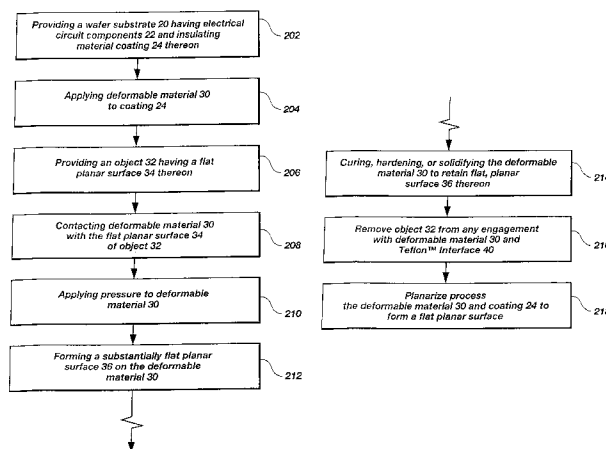 Providing a wafer substrate 20 having electrical
circuit components 22 and insulating
material coating 24 thereon
202
Applying deformable material 30
to coating 24
204
Providing an object 32 having a flat
planar surface 34 thereon
206
Contacting deformable material 30
with the flat planar surface 34
of object 32
208
Applying pressure to deformable
material 30
210
Forming a substantially flat planar
surface 36 on the deformable
material 30
212
Curing, hardening, or solidifying the deformable
material 30 to retain flat, planar
surface 36 thereon
214
Remove object 32 from any engagement
with deformable material 30 and
Teflon™ Interface 40
216
Planarize process
the deformable material 30 and coating 24 to
form a flat planar surface
218